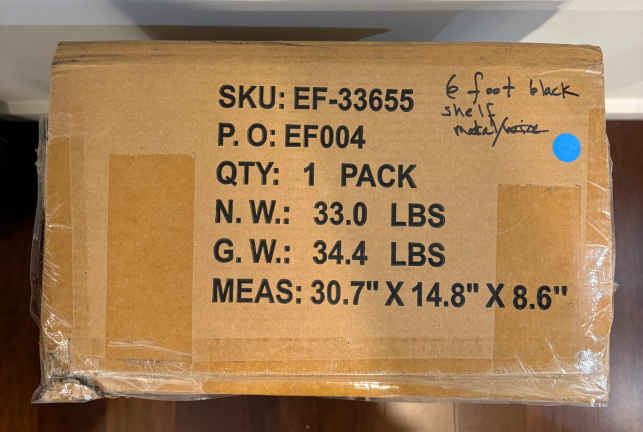 SKU: EF-33655
P. O: EF004
QTY: 1 PACK
N. W.: 33.0 LBS
G. W.: 34.4 LBS
MEAS: 30.7" X 14.8" X 8.6"
6 foot black
shelf
metal/